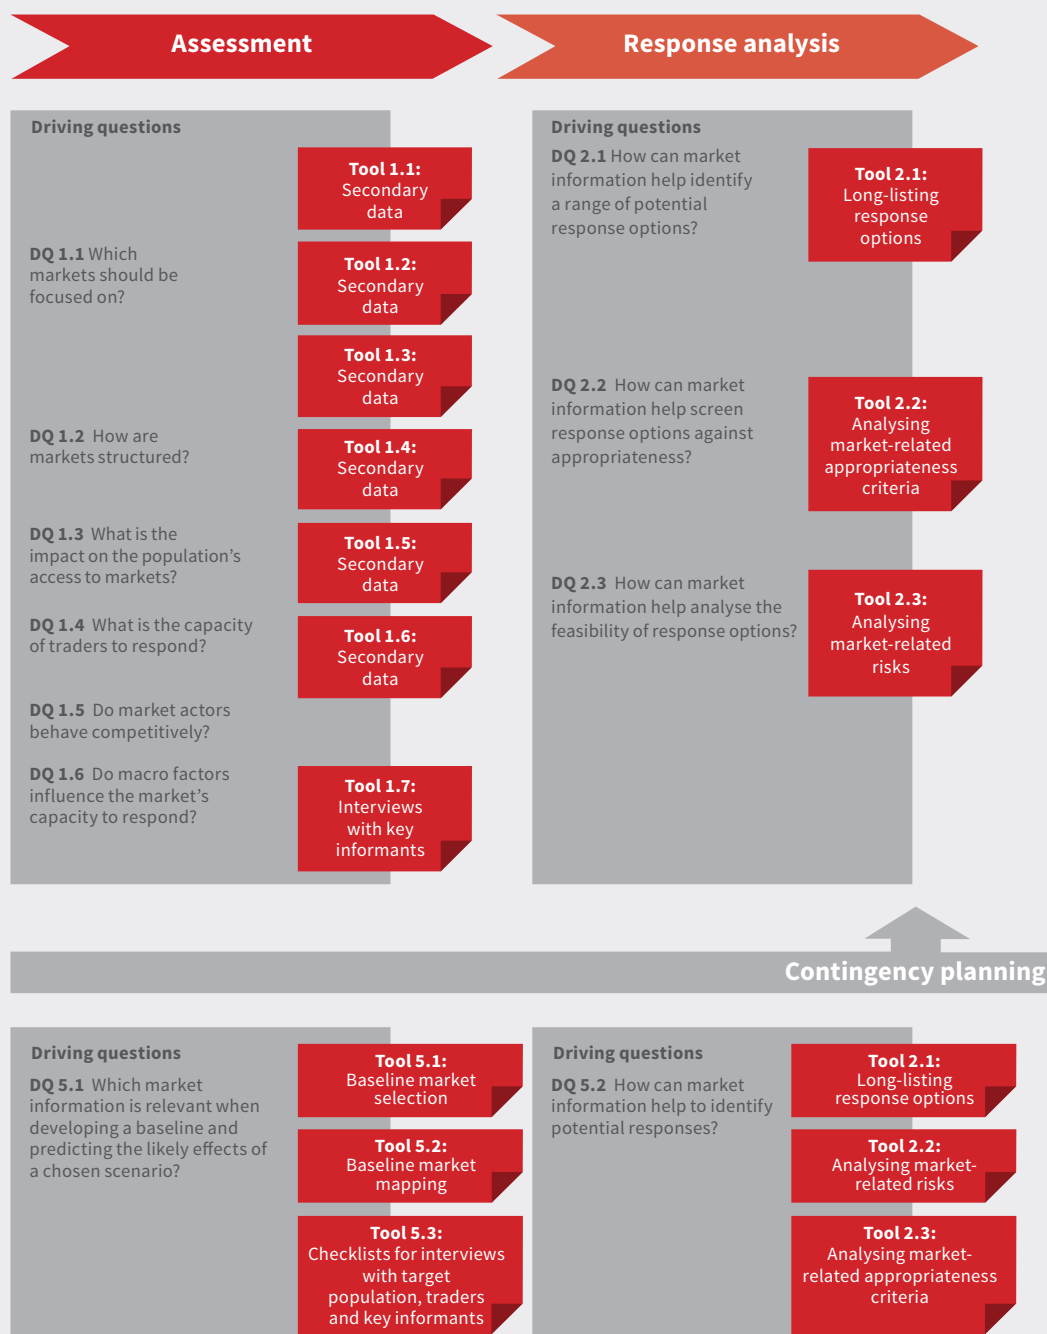 Assessment
Response analysis
Driving questions
Tool 1.1:
Secondary
data
DQ 1.1 Which
markets should be
focused on?
Tool 1.2:
Secondary
data
Tool 1.3:
Secondary
data
DQ 1.2 How are
markets structured?
Tool 1.4:
Secondary
data
DQ 1.3 What is the
impact on the population's
access to markets?
Tool 1.5:
Secondary
data
DQ 1.4 What is the capacity
of traders to respond?
Tool 1.6:
Secondary
data
DQ 1.5 Do market actors
behave competitively?
DQ 1.6 Do macro factors
influence the market's
capacity to respond?
Tool 1.7:
Interviews
with key
informants
Driving questions
DQ 2.1 How can market
information help identify
a range of potential
response options?
Tool 2.1:
Long-listing
response
options
DQ 2.2 How can market
information help screen
response options against
appropriateness?
Tool 2.2:
Analysing
market-related
appropriateness
criteria
DQ 2.3 How can market
information help analyse the
feasibility of response options?
Tool 2.3:
Analysing
market-related
risks
Contingency planning
Driving questions
DQ 5.1 Which market
information is relevant when
developing a baseline and
predicting the likely effects of
a chosen scenario?
Tool 5.1:
Baseline market
selection
Tool 5.2:
Baseline market
mapping
Tool 5.3:
Checklists for interviews
with target
population, traders
and key informants
Driving questions
DQ 5.2 How can market
information help to identify
potential responses?
Tool 2.1:
Long-listing
response options
Tool 2.2:
Analysing market-
related risks
Tool 2.3:
Analysing market-
related appropriateness
criteria